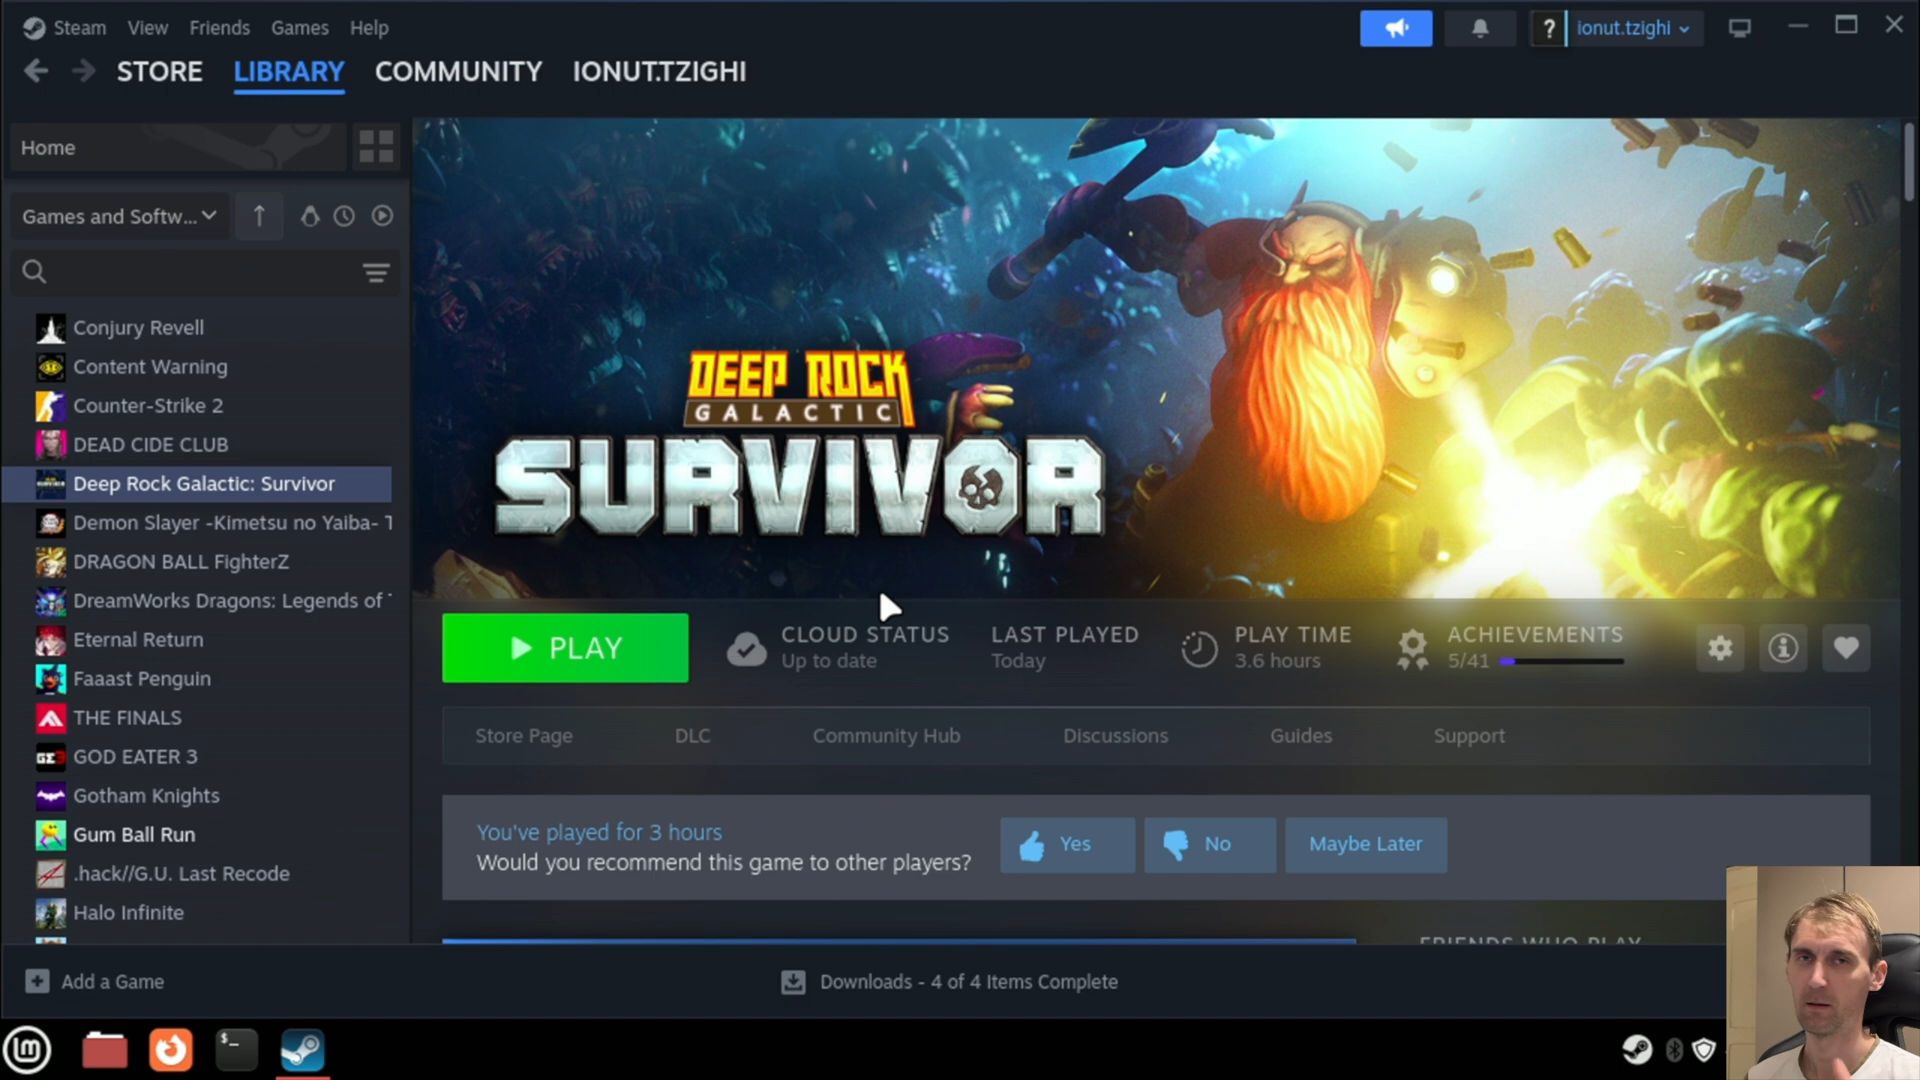 Steam View Friends Games Help
? ionut.tzighi
STORE LIBRARY COMMUNITY IONUT.TZIGHI
Home
Games and Softw...
Conjury Revell
Content Warning
Counter-Strike 2
DEAD CIDE CLUB
Deep Rock Galactic: Survivor
Demon Slayer -Kimetsu no Yaiba- T
DRAGON BALL FighterZ
DreamWorks Dragons: Legends of
Eternal Return
Faaast Penguin
THE FINALS
GOD EATER 3
Gotham Knights
Gum Ball Run
.hack//G.U. Last Recode
Halo Infinite
DEEP ROCK
GALACTIC
SURVIVOR
PLAY
CLOUD STATUS
Up to date
LAST PLAYED
Today
PLAY TIME
3.6 hours
ACHIEVEMENTS
5/41
Store Page DLC Community Hub Discussions Guides Support
You've played for 3 hours
Would you recommend this game to other players?
Yes No Maybe Later
FRIENDS WHO PLAY
Add a Game
Downloads - 4 of 4 Items Complete